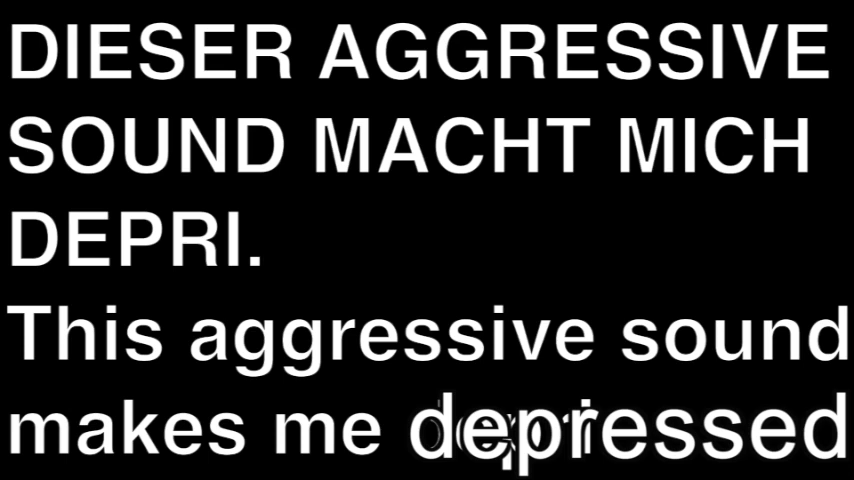 DIESER AGGRESSIVE
SOUND MACHT MICH
DEPRI.
This aggressive sound
makes me depressed